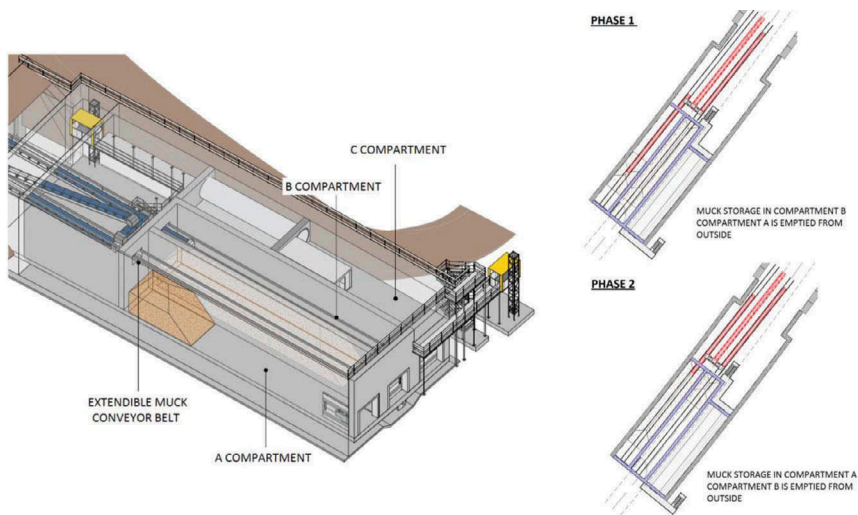 C COMPARTMENT
B COMPARTMENT
EXTENDIBLE MUCK
CONVEYOR BELT
A COMPARTMENT
PHASE 1
MUCK STORAGE IN COMPARTMENT B
COMPARTMENT A IS EMPTIED FROM
OUTSIDE
PHASE 2
MUCK STORAGE IN COMPARTMENT A
COMPARTMENT B IS EMPTIED FROM
OUTSIDE